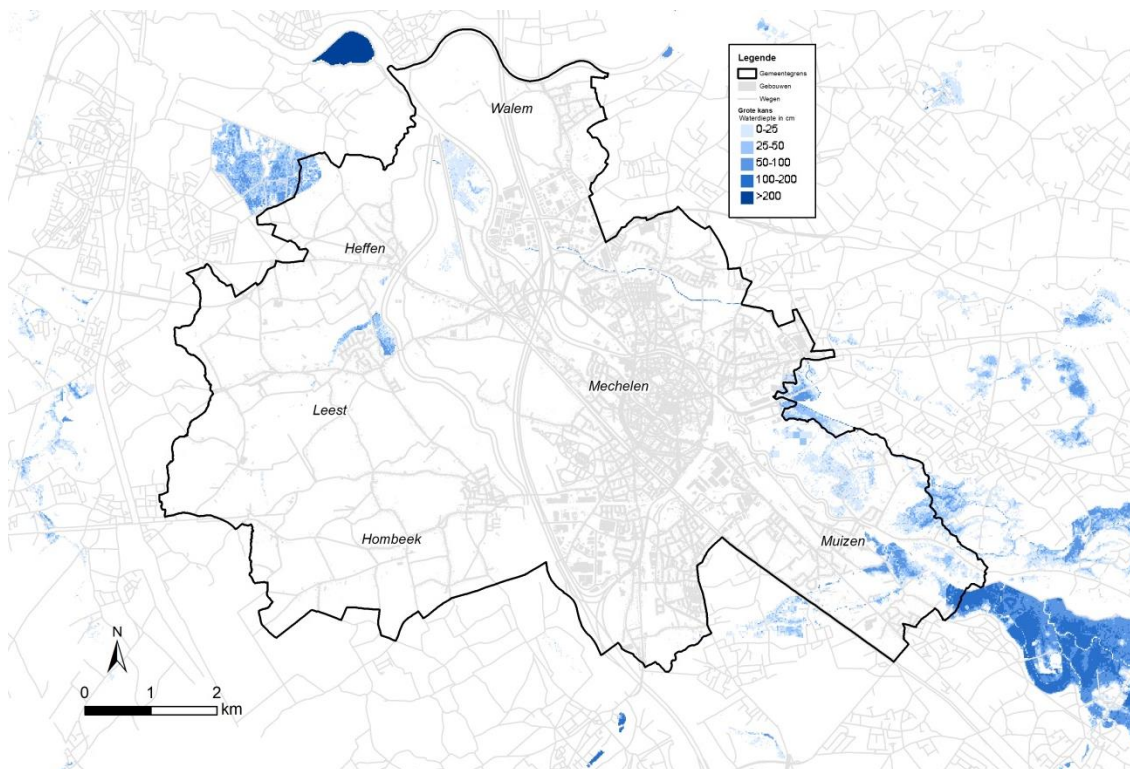 Walem
Legende
Gemeentegrens
Gebouwen
Wegen
Grote kans
Waterdiepte in cm
0-25
25-50
50-100
100-200
>200
Heffen
Mechelen
Leest
Hombeek
Muizen
N
0 1 2
km